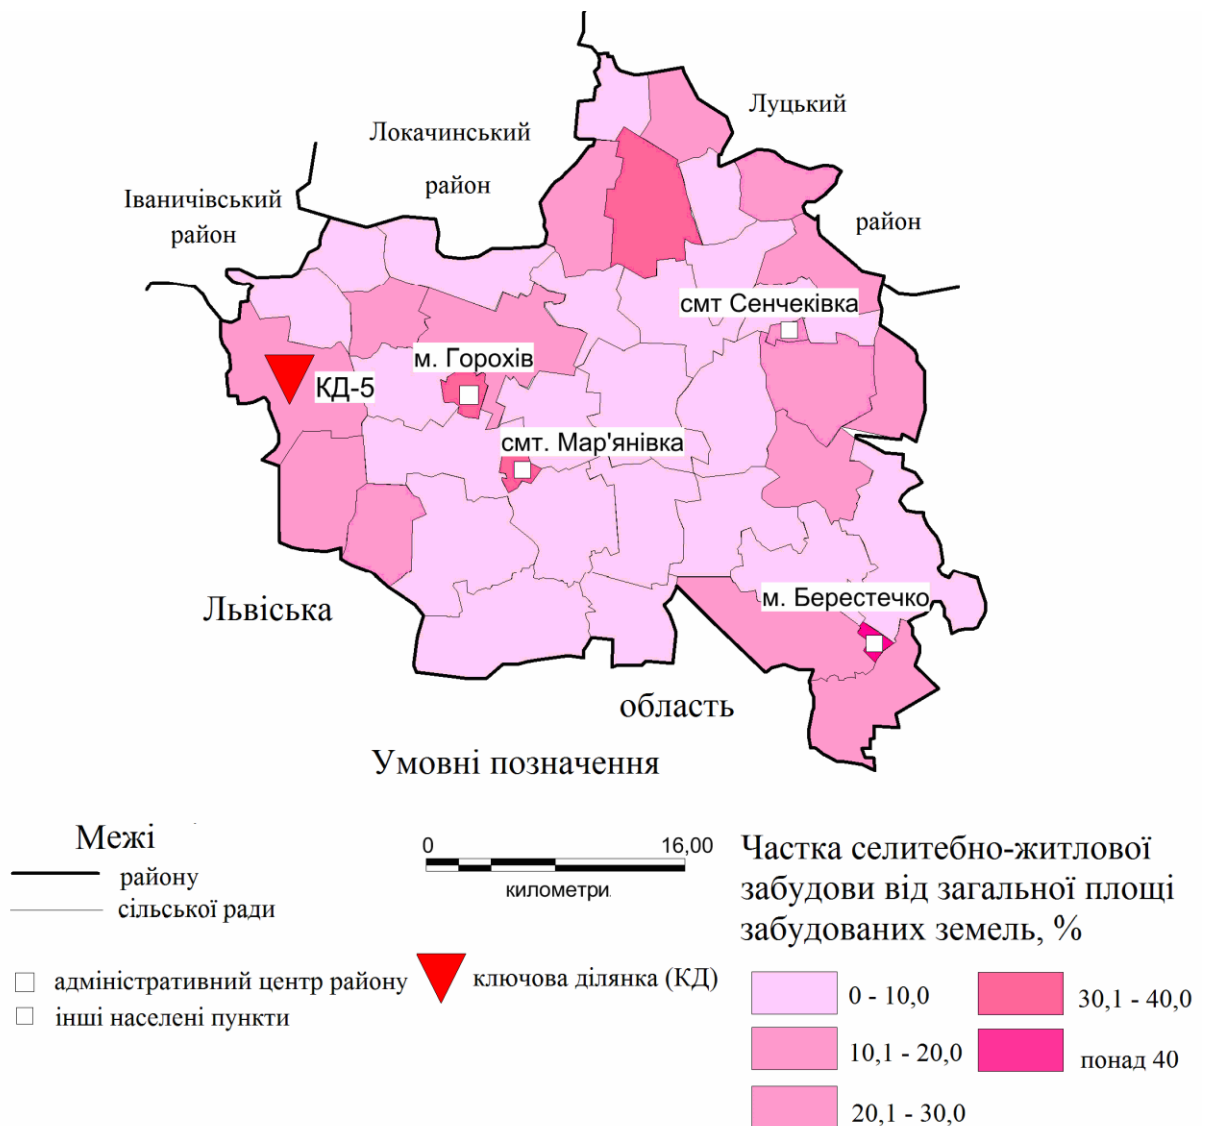 Луцький
Локачинський
район
Іваничівський
район
район
смт Сенчеківка
м. Горохів
КД-5
смт. Мар'янівка
м. Берестечко
Львіська
область
Умовні позначення
Межі
району
сільської ради
0 16,00
километри.
адміністративний центр району
інші населені пункти
ключова ділянка (КД)
Частка селитебно-житлової
забудови від загальної площі
забудованих земель, %
0 - 10,0
10,1 - 20,0
20,1 - 30,0
30,1 - 40,0
понад 40